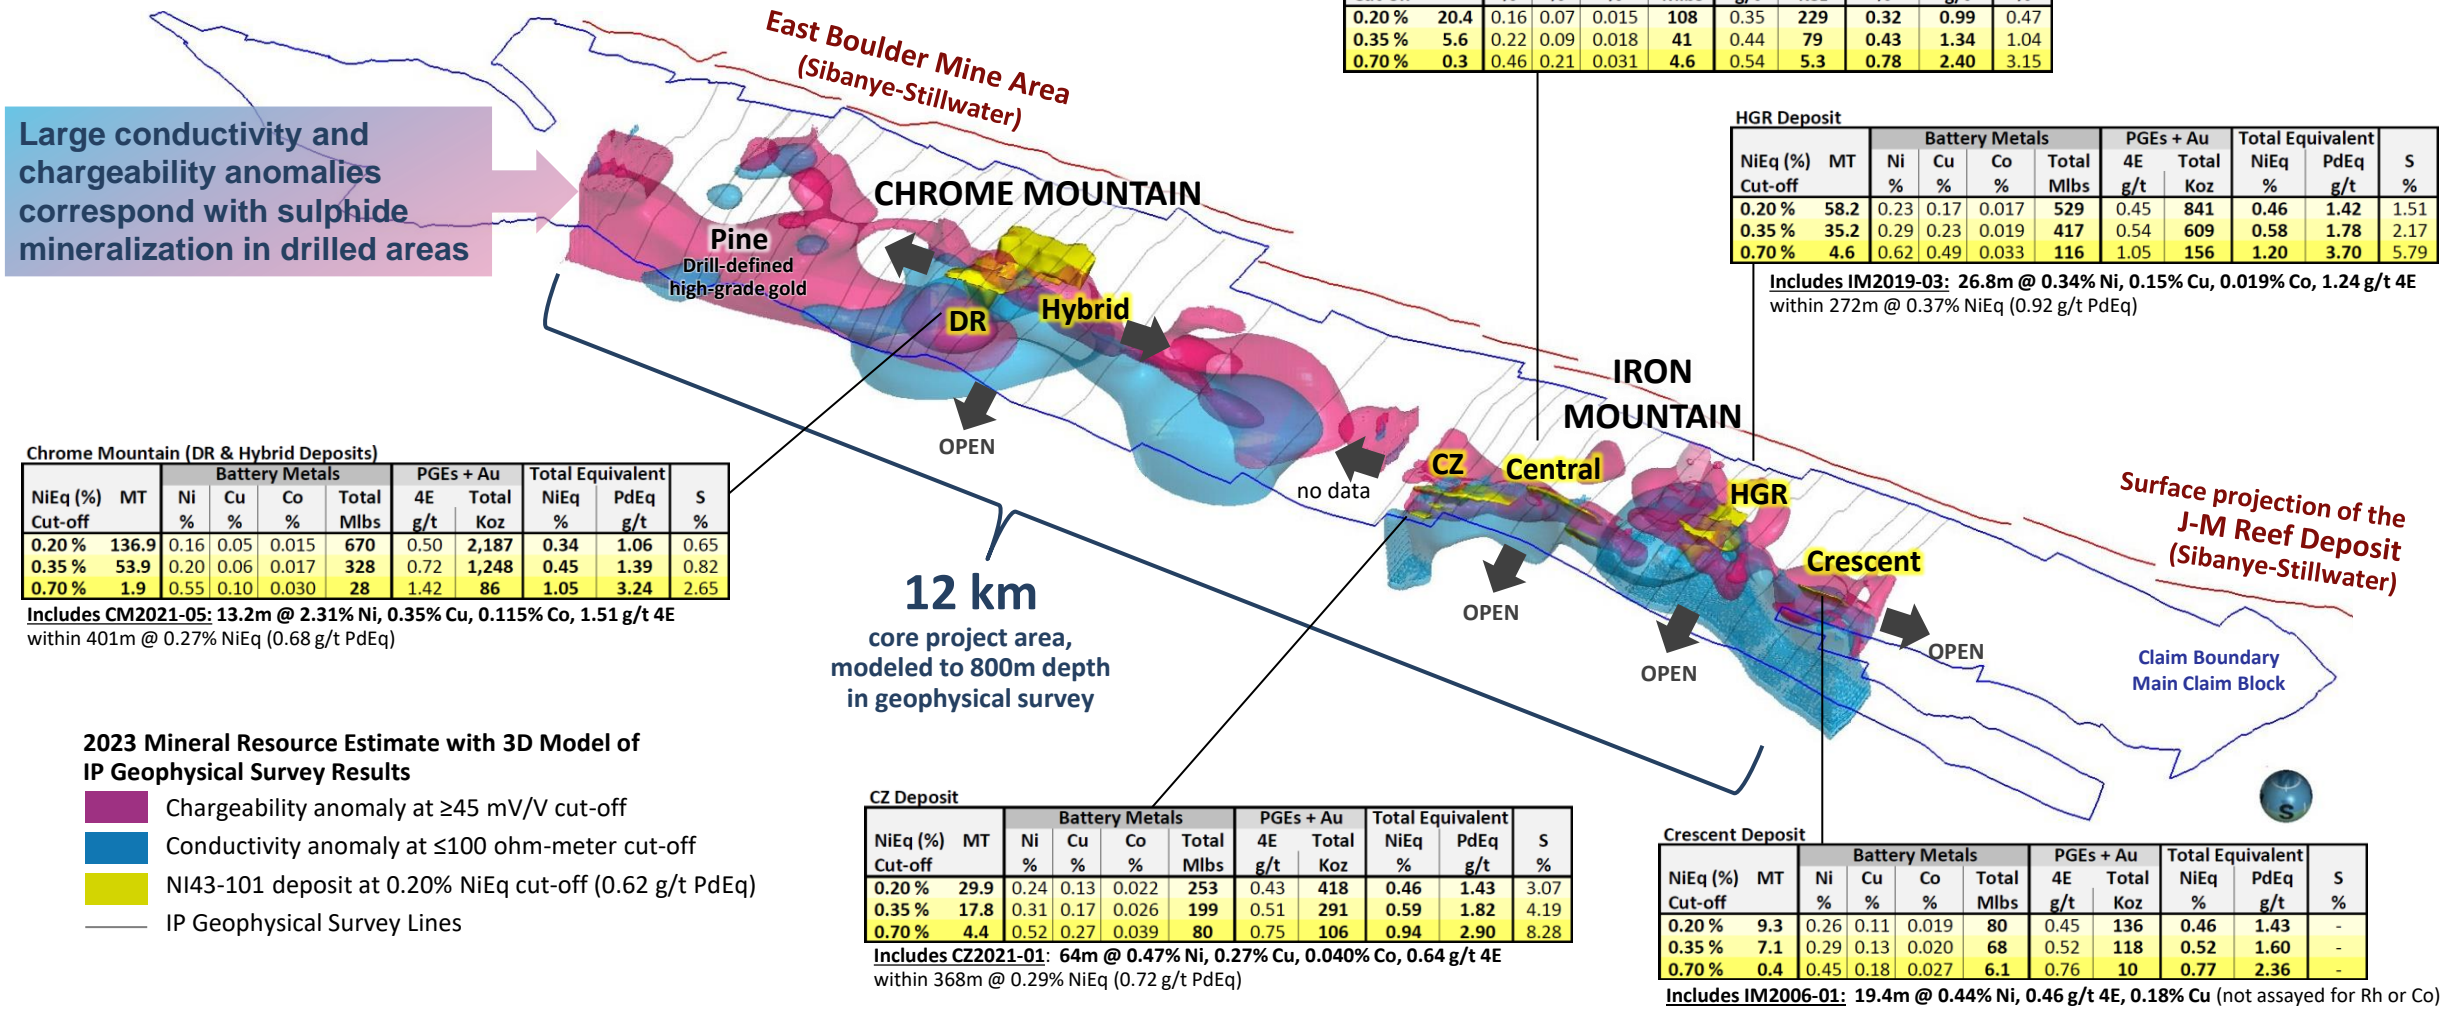 0.20 % 20.4 0.16 0.07 0.015 108 0.35 229 0.32 0.99 0.47
0.35 % 5.6 0.22 0.09 0.018 41 0.44 79 0.43 1.34 1.04
0.70 % 0.3 0.46 0.21 0.031 4.6 0.54 5.3 0.78 2.40 3.15
East Boulder Mine Area
(Sibanye-Stillwater)
Large conductivity and
chargeability anomalies
correspond with sulphide
mineralization in drilled areas
HGR Deposit
Battery Metals PGEs + Au Total Equivalent
NiEq (%) MT Ni Cu Co Total 4E Total NiEq PdEq S
Cut-off % % % Mlbs g/t Koz % g/t %
0.20 % 58.2 0.23 0.17 0.017 529 0.45 841 0.46 1.42 1.51
0.35 % 35.2 0.29 0.23 0.019 417 0.54 609 0.58 1.78 2.17
0.70 % 4.6 0.62 0.49 0.033 116 1.05 156 1.20 3.70 5.79
Includes IM2019-03: 26.8m @ 0.34% Ni, 0.15% Cu, 0.019% Co, 1.24 g/t 4E
within 272m @ 0.37% NiEq (0.92 g/t PdEq)
CHROME MOUNTAIN
Pine
Drill-defined
high-grade gold
DR
Hybrid
OPEN
IRON
MOUNTAIN
no data
CZ
Central
HGR
Crescent
OPEN
OPEN
OPEN
Surface projection of the
J-M Reef Deposit
(Sibanye-Stillwater)
Claim Boundary
Main Claim Block
Chrome Mountain (DR & Hybrid Deposits)
Battery Metals PGEs + Au Total Equivalent
NiEq (%) MT Ni Cu Co Total 4E Total NiEq PdEq S
Cut-off % % % Mlbs g/t Koz % g/t %
0.20 % 136.9 0.16 0.05 0.015 670 0.50 2,187 0.34 1.06 0.65
0.35 % 53.9 0.20 0.06 0.017 328 0.72 1,248 0.45 1.39 0.82
0.70 % 1.9 0.55 0.10 0.030 28 1.42 86 1.05 3.24 2.65
Includes CM2021-05: 13.2m @ 2.31% Ni, 0.35% Cu, 0.115% Co, 1.51 g/t 4E
within 401m @ 0.27% NiEq (0.68 g/t PdEq)
12 km
core project area,
modeled to 800m depth
in geophysical survey
2023 Mineral Resource Estimate with 3D Model of
IP Geophysical Survey Results
Chargeability anomaly at ≥45 mV/V cut-off
Conductivity anomaly at ≤100 ohm-meter cut-off
NI43-101 deposit at 0.20% NiEq cut-off (0.62 g/t PdEq)
IP Geophysical Survey Lines
CZ Deposit
Battery Metals PGEs + Au Total Equivalent
NiEq (%) MT Ni Cu Co Total 4E Total NiEq PdEq S
Cut-off % % % Mlbs g/t Koz % g/t %
0.20 % 29.9 0.24 0.13 0.022 253 0.43 418 0.46 1.43 3.07
0.35 % 17.8 0.31 0.17 0.026 199 0.51 291 0.59 1.82 4.19
0.70 % 4.4 0.52 0.27 0.039 80 0.75 106 0.94 2.90 8.28
Includes CZ2021-01: 64m @ 0.47% Ni, 0.27% Cu, 0.040% Co, 0.64 g/t 4E
within 368m @ 0.29% NiEq (0.72 g/t PdEq)
S
Crescent Deposit
Battery Metals PGEs + Au Total Equivalent
NiEq (%) MT Ni Cu Co Total 4E Total NiEq PdEq S
Cut-off % % % Mlbs g/t Koz % g/t %
0.20 % 9.3 0.26 0.11 0.019 80 0.45 136 0.46 1.43 -
0.35 % 7.1 0.29 0.13 0.020 68 0.52 118 0.52 1.60 -
0.70 % 0.4 0.45 0.18 0.027 6.1 0.76 10 0.77 2.36 -
Includes IM2006-01: 19.4m @ 0.44% Ni, 0.46 g/t 4E, 0.18% Cu (not assayed for Rh or Co)